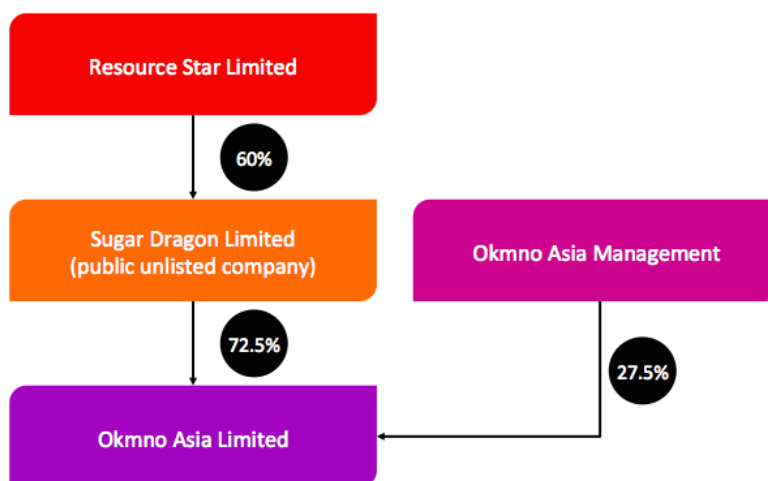 Resource Star Limited
60%
Sugar Dragon Limited
(public unlisted company)
Okmno Asia Management
72.5%
27.5%
Okmno Asia Limited